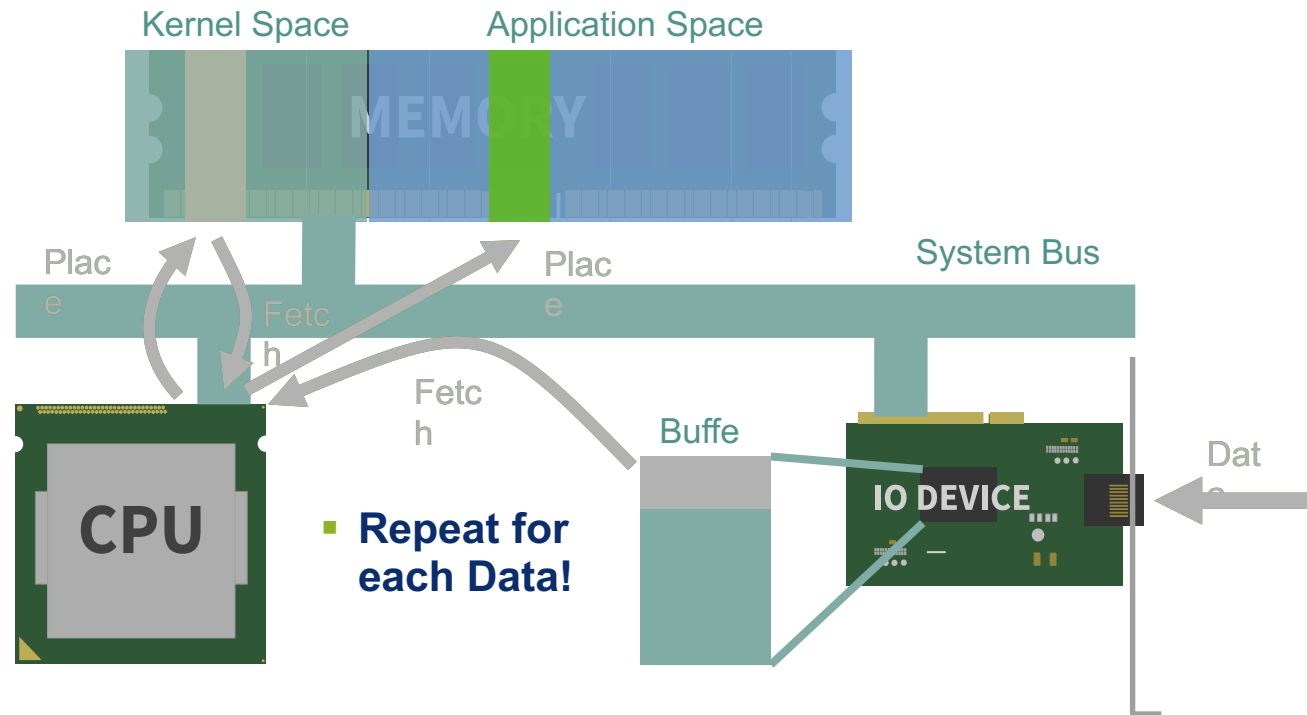 Kernel Space
Application Space
MEMORY
System Bus
Plac
e
Plac
e
Fetc
h
Fetc
h
Buffe
Dat
IO DEVICE
CPU
▪ Repeat for
each Data!